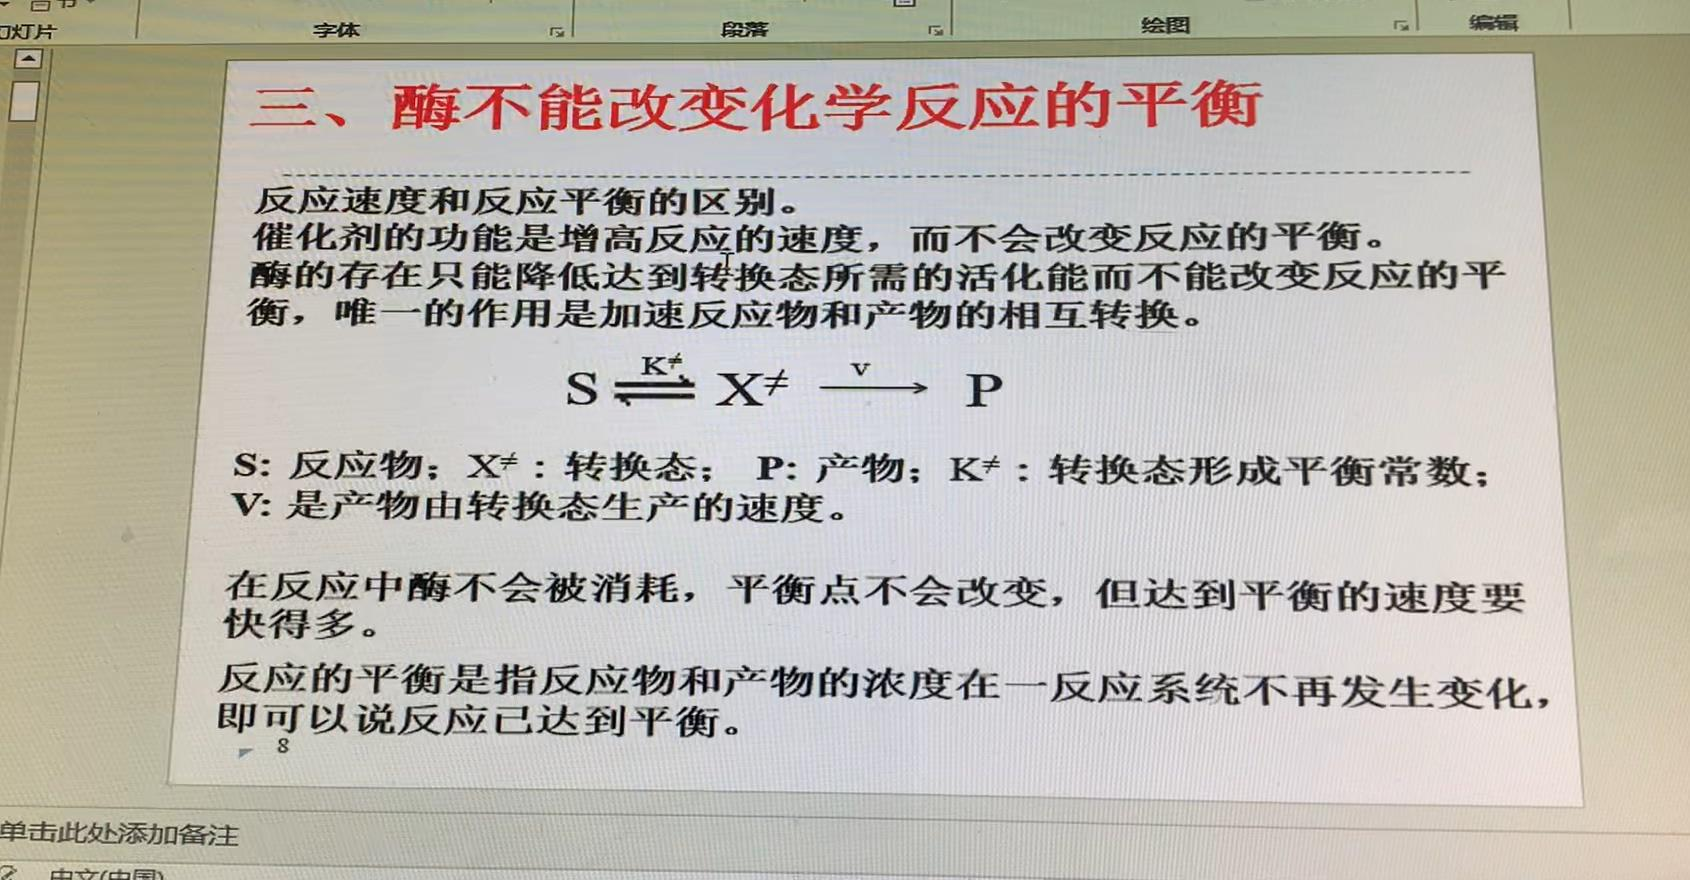 灯片
字体
段落
绘图
编辑
三、酶不能改变化学反应的平衡
反应速度和反应平衡的区别。
催化剂的功能是增高反应的速度，而不会改变反应的平衡。
酶的存在只能降低达到转换态所需的活化能而不能改变反应的平
衡，唯一的作用是加速反应物和产物的相互转换。
K≠ v
S ⇌ X≠ → P
S: 反应物；X≠：转换态； P: 产物；K≠：转换态形成平衡常数；
V: 是产物由转换态生产的速度。
在反应中酶不会被消耗，平衡点不会改变，但达到平衡的速度要
快得多。
反应的平衡是指反应物和产物的浓度在一反应系统不再发生变化，
即可以说反应已达到平衡。
8
单击此处添加备注
中文(中国)